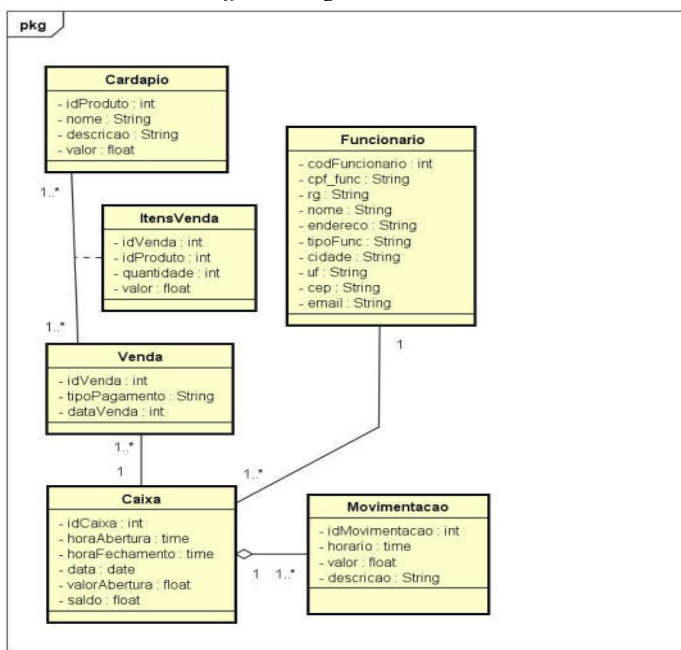 pkg
Cardapio
- idProduto : int
- nome : String
- descricao : String
- valor : float
1..*
ItensVenda
- idVenda : int
- idProduto : int
- quantidade : int
- valor : float
1..*
Venda
- idVenda : int
- tipoPagamento : String
- dataVenda : int
1..*
1
Funcionario
- codFuncionario : int
- cpf_func : String
- rg : String
- nome : String
- endereco : String
- tipoFunc : String
- cidade : String
- uf : String
- cep : String
- email : String
1
1..*
Caixa
- idCaixa : int
- horaAbertura : time
- horaFechamento : time
- data : date
- valorAbertura : float
- saldo : float
1
1..*
Movimentacao
- idMovimentacao : int
- horario : time
- valor : float
- descricao : String